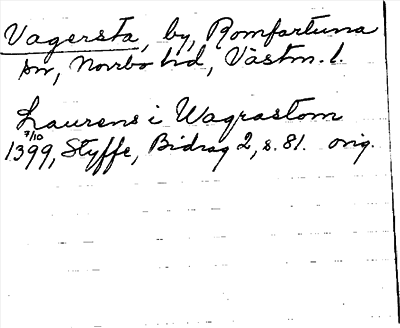 Vagersta, by, Romfartuna
sn, Norrbo hd, Västm. l.
Laurens i Wagrastom
7/10
1399, Styffe, Bidrag 2, s. 81. orig.